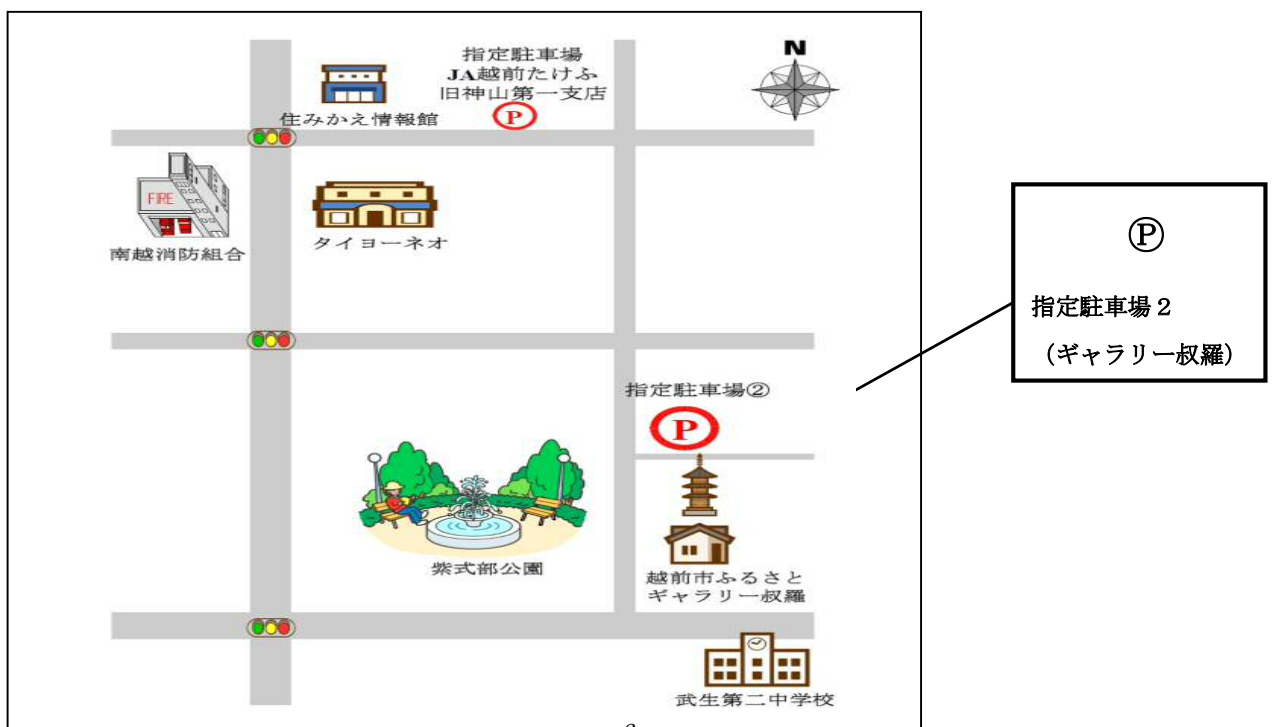 指定駐車場
JA越前たけふ
旧神山第一支店
P
N
住みかえ情報館
FIRE
南越消防組合
タイヨーネオ
Ⓟ
指定駐車場２
（ギャラリー叔羅）
指定駐車場②
P
紫式部公園
越前市ふるさと
ギャラリー叔羅
武生第二中学校